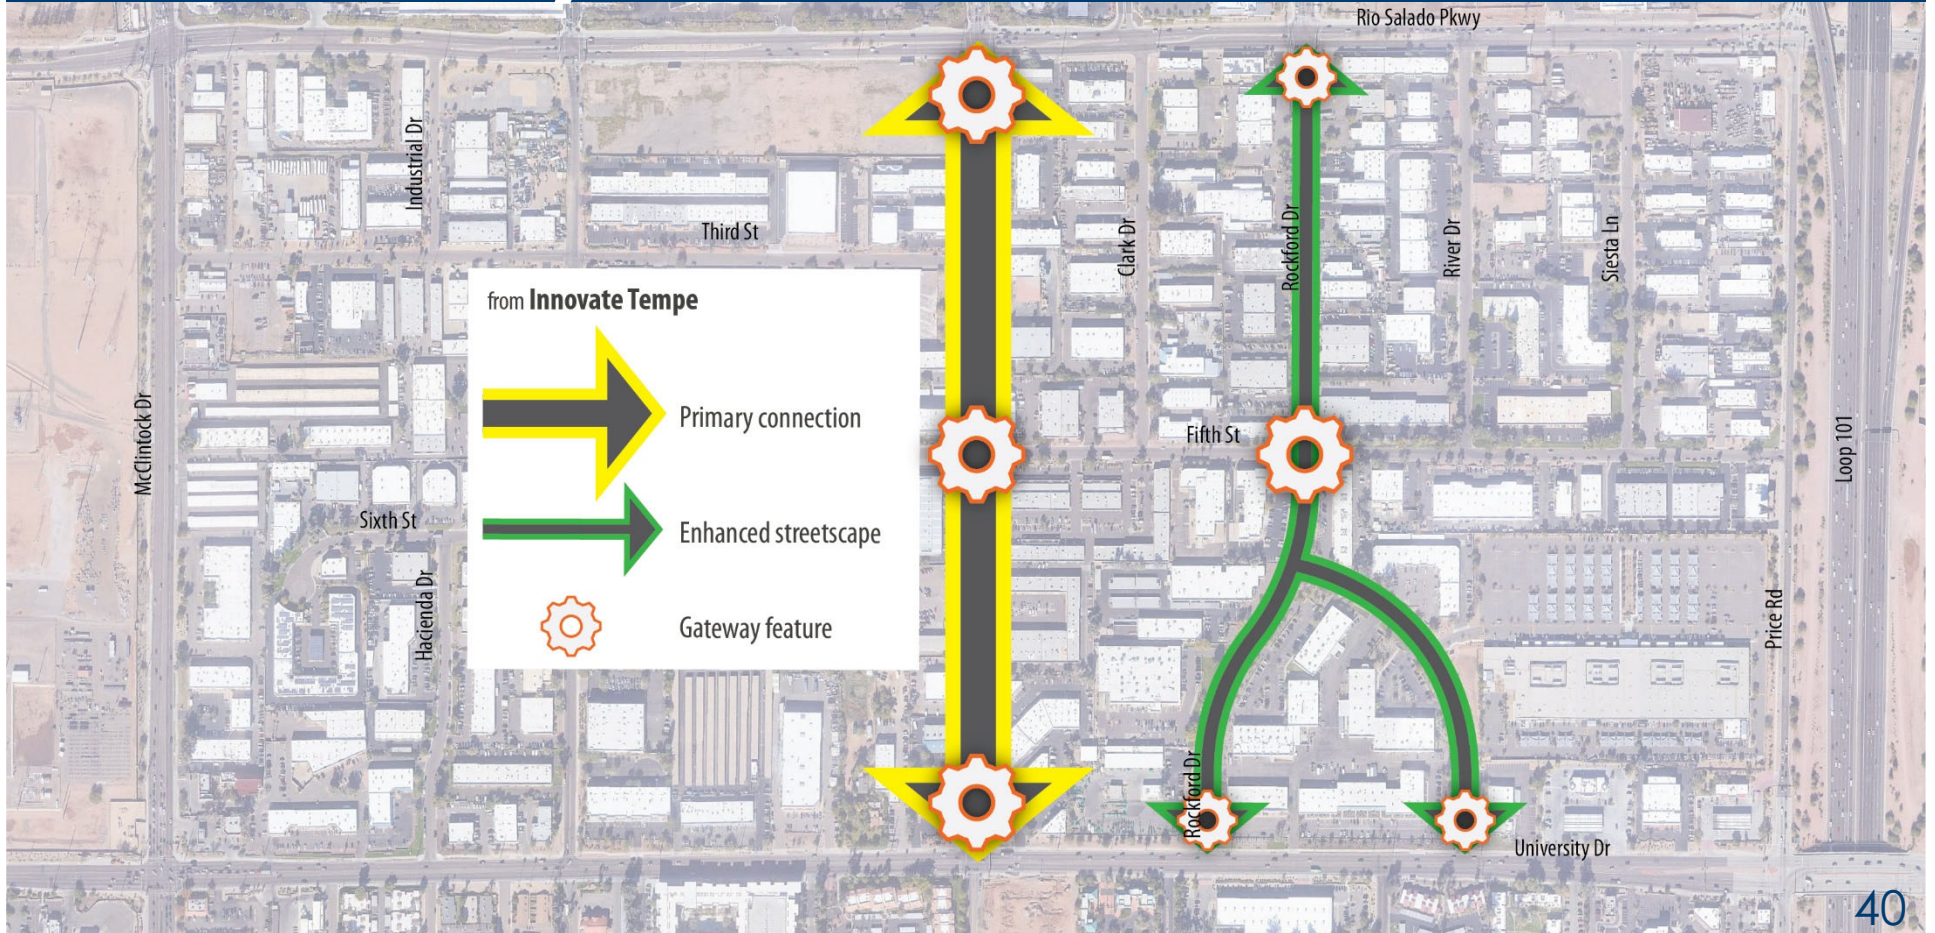 Rio Salado Pkwy
Industrial Dr
Third St
Clark Dr
Rockford Dr
River Dr
Siesta Ln
from Innovate Tempe
McClintock Dr
Primary connection
Fifth St
Loop 101
Sixth St
Enhanced streetscape
Hacienda Dr
Gateway feature
Price Rd
Rockford Dr
University Dr
40